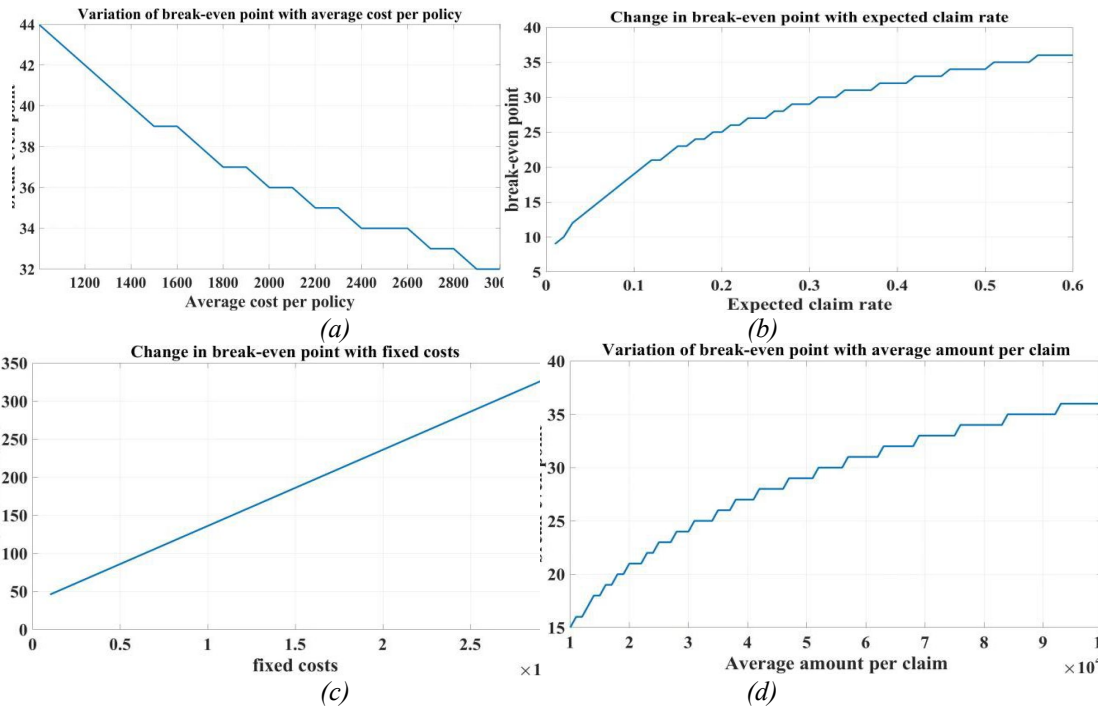 Variation of break-even point with average cost per policy
44
42
40
38
36
34
32
1200 1400 1600 1800 2000 2200 2400 2600 2800
Average cost per policy
(a)
Change in break-even point with expected claim rate
break-even point
40
35
30
25
20
15
10
5
0 0.1 0.2 0.3 0.4 0.5 0.6
Expected claim rate
(b)
Change in break-even point with fixed costs
350
300
250
200
150
100
50
0
0 0.5 1 1.5 2 2.5
fixed costs
×1
(c)
Variation of break-even point with average amount per claim
40
35
30
25
20
15
1 2 3 4 5 6 7 8 9
Average amount per claim
(d)